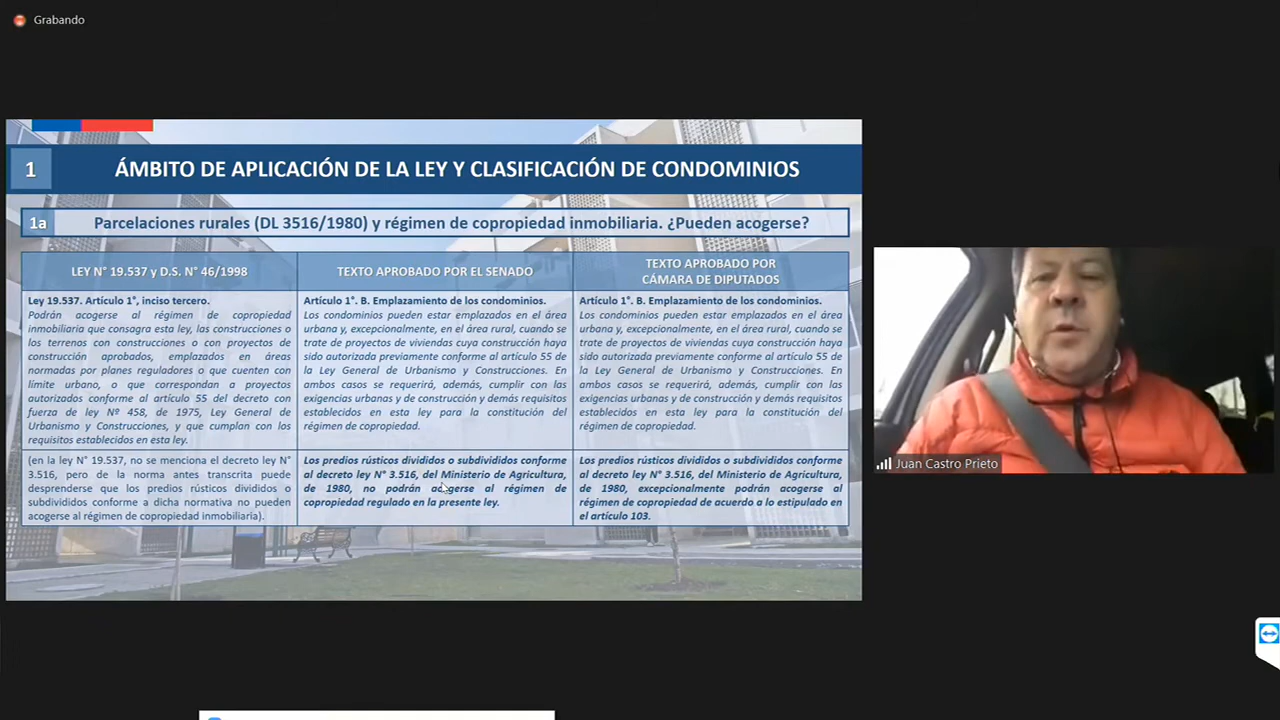 Grabando
1
ÁMBITO DE APLICACIÓN DE LA LEY Y CLASIFICACIÓN DE CONDOMINIOS
1a
Parcelaciones rurales (DL 3516/1980) y régimen de copropiedad inmobiliaria. ¿Pueden acogerse?
LEY N° 19.537 y D.S. N° 46/1998
Ley 19.537. Artículo 1°, inciso tercero.
Podrán acogerse al régimen de copropiedad
inmobiliaria que consagra esta ley, las construcciones o
los terrenos con construcciones o con proyectos de
construcción aprobados, emplazados en áreas
normadas por planes reguladores o que cuenten con
límite urbano, o que correspondan a proyectos
autorizados conforme al artículo 55 del decreto con
fuerza de ley Nº 458, de 1975, Ley General de
Urbanismo y Construcciones, y que cumplan con los
requisitos establecidos en esta ley.
(en la ley N° 19.537, no se menciona el decreto ley N°
3.516, pero de la norma antes transcrita puede
desprenderse que los predios rústicos divididos o
subdivididos conforme a dicha normativa no pueden
acogerse al régimen de copropiedad inmobiliaria).
TEXTO APROBADO POR EL SENADO
Artículo 1°. B. Emplazamiento de los condominios.
Los condominios pueden estar emplazados en el área
urbana y, excepcionalmente, en el área rural, cuando se
trate de proyectos de viviendas cuya construcción haya
sido autorizada previamente conforme al artículo 55 de
la Ley General de Urbanismo y Construcciones. En
ambos casos se requerirá, además, cumplir con las
exigencias urbanas y de construcción y demás requisitos
establecidos en esta ley para la constitución del
régimen de copropiedad.
Los predios rústicos divididos o subdivididos conforme
al decreto ley N° 3.516, del Ministerio de Agricultura,
de 1980, no podrán acogerse al régimen de
copropiedad regulado en la presente ley.
TEXTO APROBADO POR
CÁMARA DE DIPUTADOS
Artículo 1°. B. Emplazamiento de los condominios.
Los condominios pueden estar emplazados en el área
urbana y, excepcionalmente, en el área rural, cuando se
trate de proyectos de viviendas cuya construcción haya
sido autorizada previamente conforme al artículo 55 de
la Ley General de Urbanismo y Construcciones. En
ambos casos se requerirá, además, cumplir con las
exigencias urbanas y de construcción y demás requisitos
establecidos en esta ley para la constitución del
régimen de copropiedad.
Los predios rústicos divididos o subdivididos conforme
al decreto ley N° 3.516, del Ministerio de Agricultura,
de 1980, excepcionalmente podrán acogerse al
régimen de copropiedad de acuerdo a lo estipulado en
el artículo 103.
Juan Castro Prieto